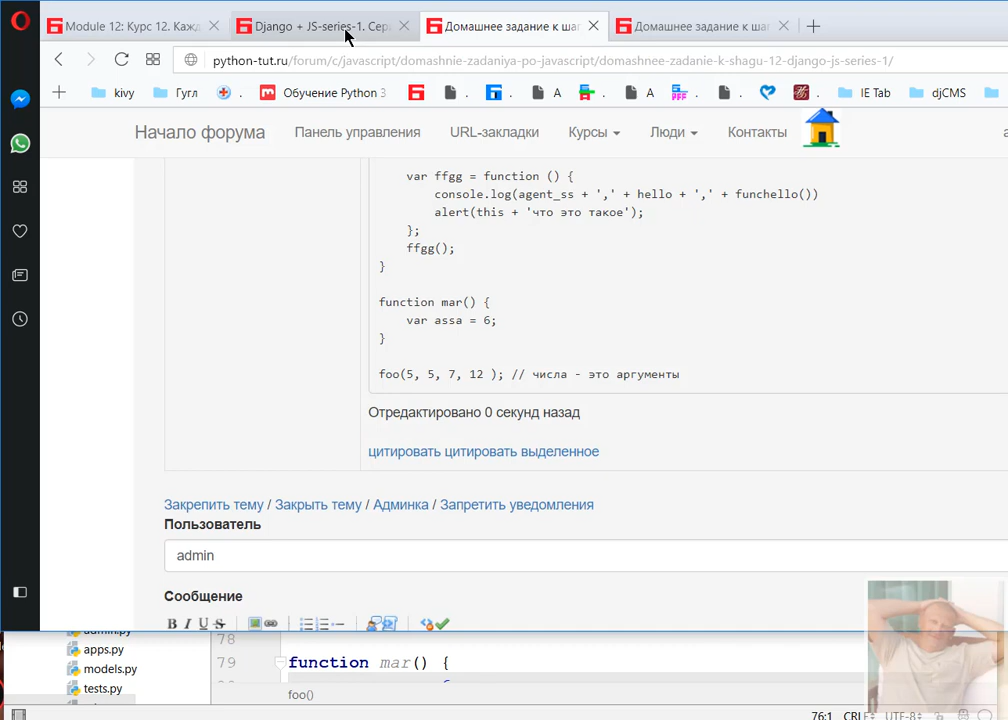 Module 12: Курс 12. Кажд
Django + JS-series-1. Сер
Домашнее задание к шаг
Домашнее задание к шаг
python-tut.ru/forum/c/javascript/domashnie-zadaniya-po-javascript/domashnee-zadanie-k-shagu-12-django-js-series-1/
kivy
Гугл
Обучение Python 3
A
A
IE Tab
djCMS
Начало форума
Панель управления
URL-закладки
Курсы
Люди
Контакты
var ffgg = function () {
console.log(agent_ss + ',' + hello + ',' + funchello())
alert(this + 'что это такое');
};
ffgg();
}
function mar() {
var assa = 6;
}
foo(5, 5, 7, 12 ); // числа - это аргументы
Отредактировано 0 секунд назад
цитировать цитировать выделенное
Закрепить тему / Закрыть тему / Админка / Запретить уведомления
Пользователь
admin
Сообщение
B I U S
admin.py
apps.py
models.py
tests.py
78
79 function mar() {
foo()
76:1 CRLF UTF-8